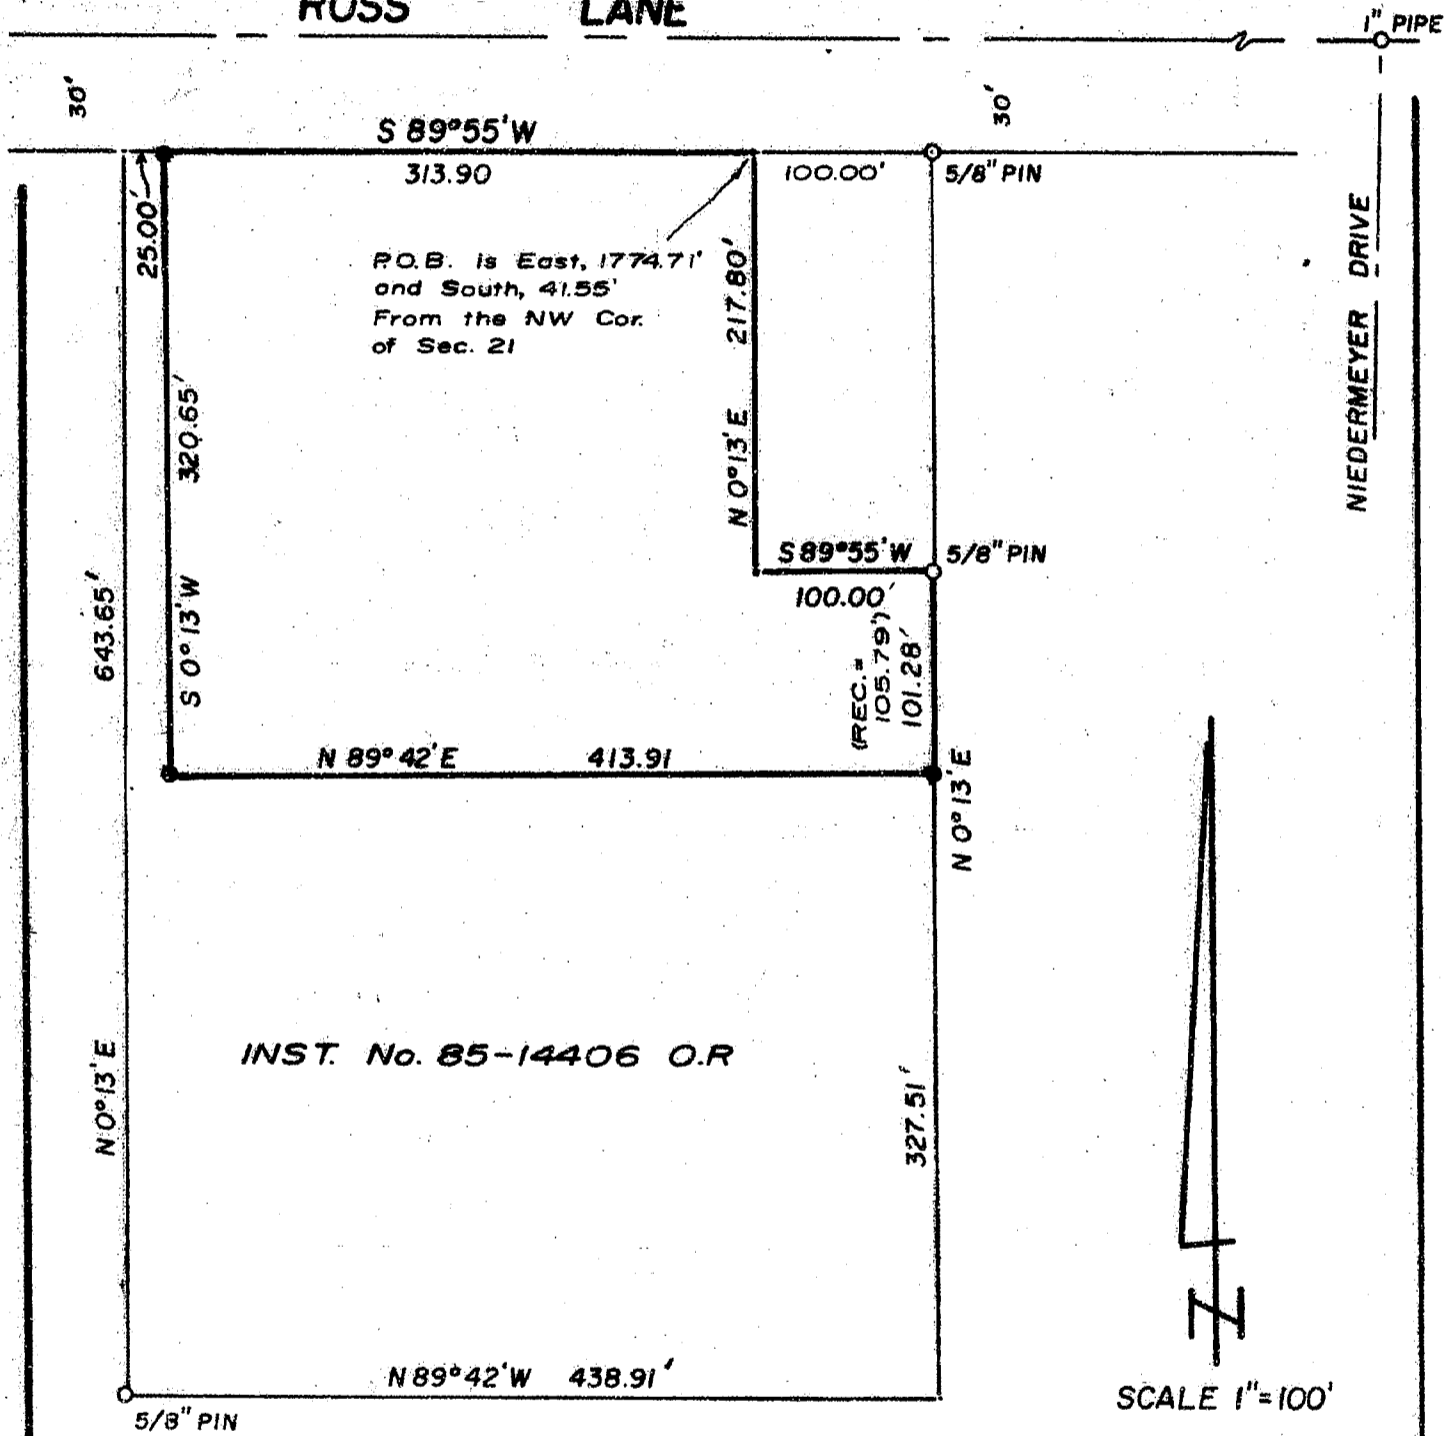 ROSS LANE
1" PIPE
30'
30'
S 89°55'W
313.90
100.00'
5/8" PIN
25.00'
P.O.B. is East, 1774.71'
and South, 41.55'
From the NW Cor.
of Sec. 21
N 0°13'E 217.80'
NIEDERMEYER DRIVE
S 0°13'W 320.65'
S 89°55'W
5/8" PIN
100.00'
(REC.=
105.79')
101.28'
643.65'
N 89°42'E 413.91
N 0°13'E
INST. No. 85-14406 O.R
N 0°13'E
327.51'
N 89°42'W 438.91'
5/8" PIN
N
SCALE 1"=100'